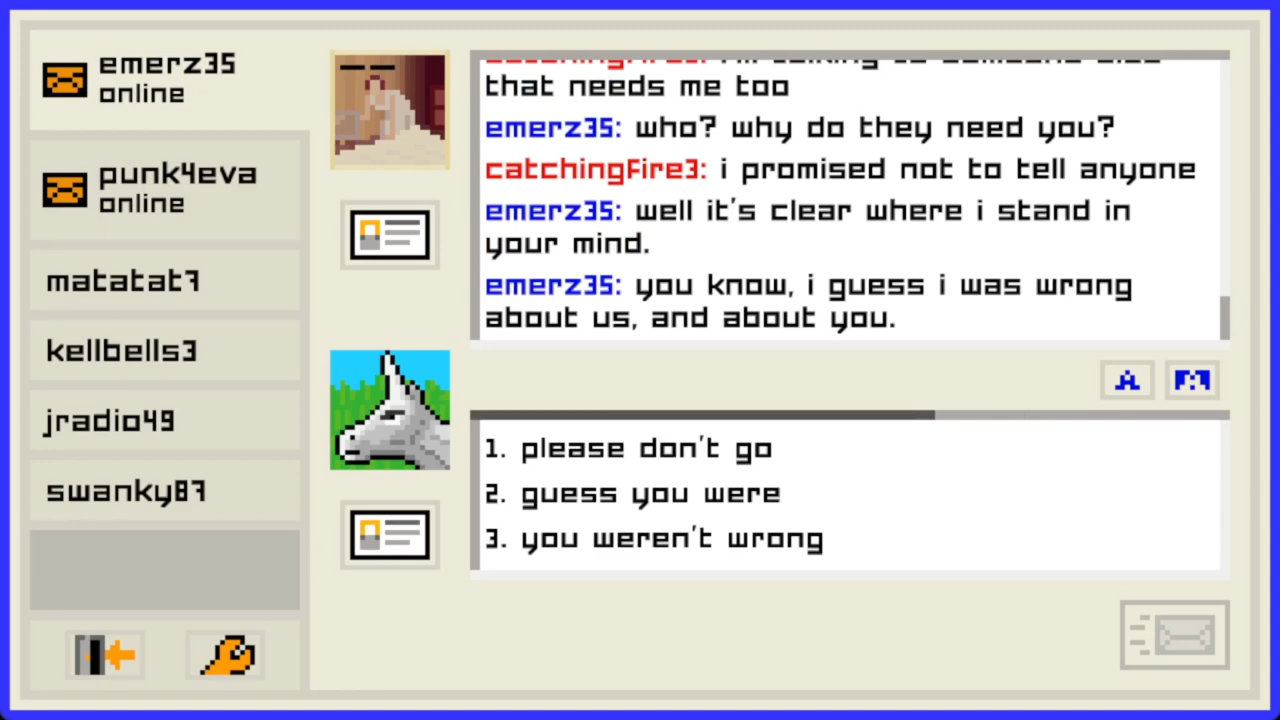 emerz35
online
punk4eva
online
matatat7
kellbells3
jradio49
swanky87
that needs me too
emerz35: who? why do they need you?
catchingfire3: i promised not to tell anyone
emerz35: well it's clear where i stand in
your mind.
emerz35: you know, i guess i was wrong
about us, and about you.
A
1. please don't go
2. guess you were
3. you weren't wrong